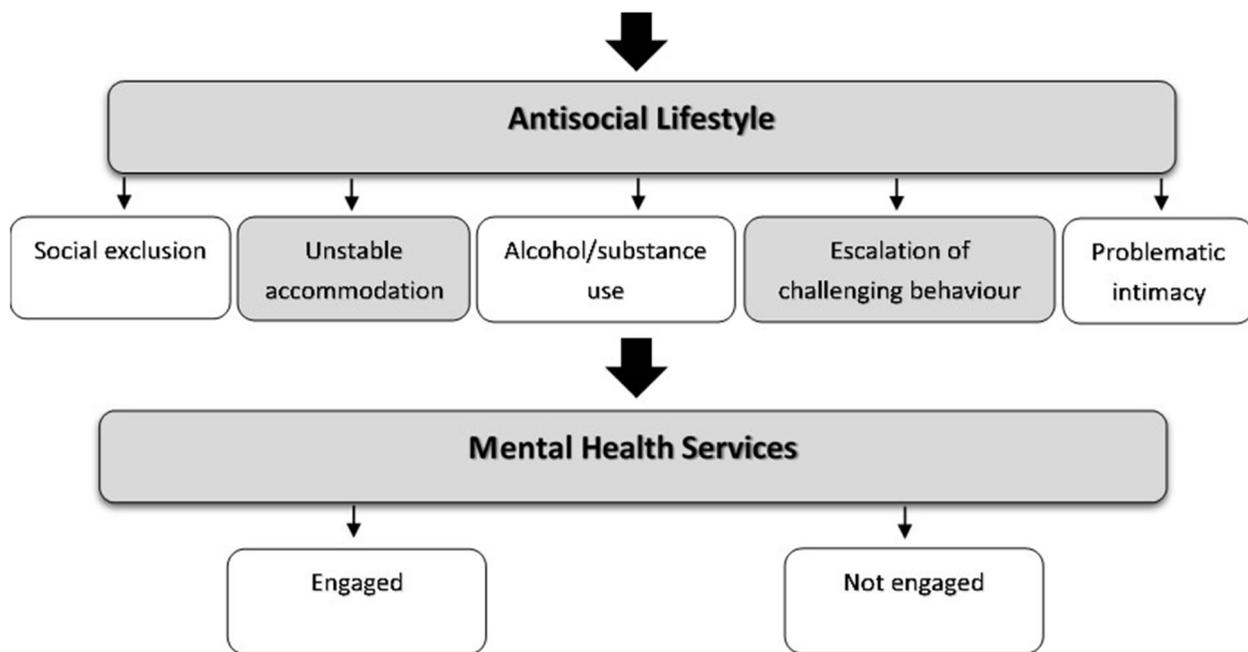 Antisocial Lifestyle
Social exclusion
Unstable
accommodation
Alcohol/substance
use
Escalation of
challenging behaviour
Problematic
intimacy
Mental Health Services
Engaged
Not engaged